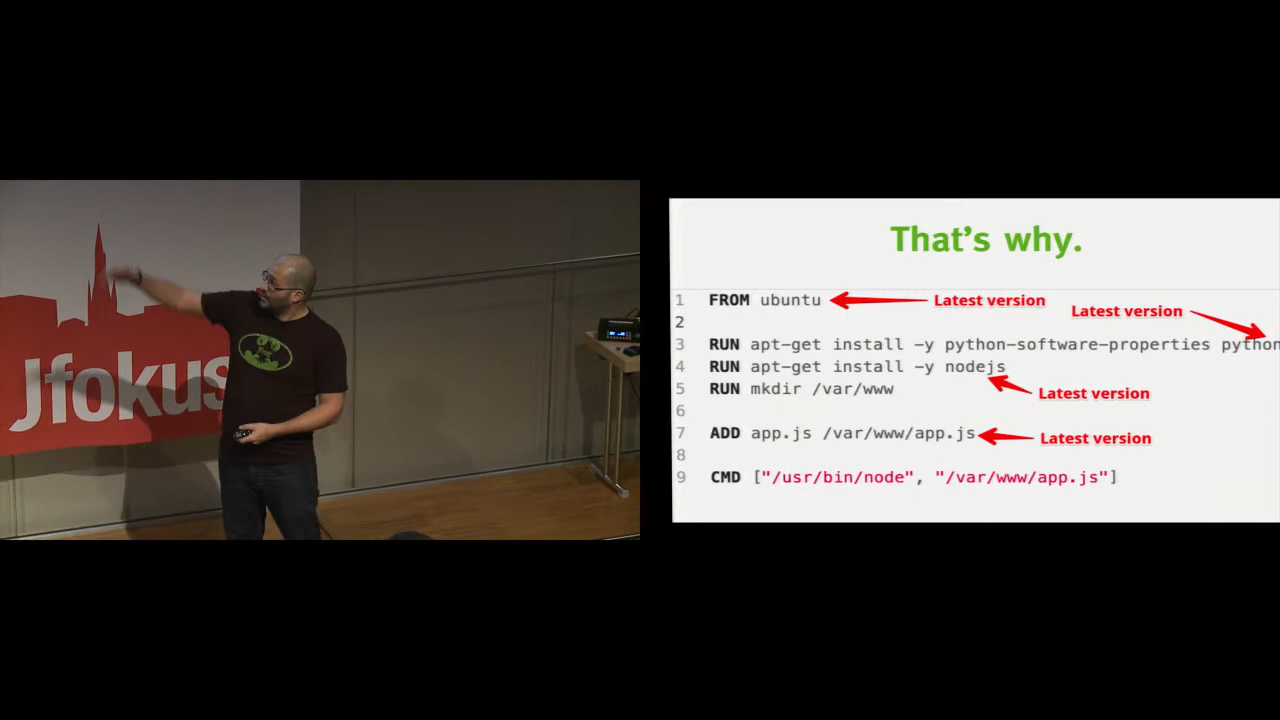 Jfokus
That's why.
1 FROM ubuntu Latest version
Latest version
2
3 RUN apt-get install -y python-software-properties python
4 RUN apt-get install -y nodejs
5 RUN mkdir /var/www Latest version
6
7 ADD app.js /var/www/app.js Latest version
8
9 CMD ["/usr/bin/node", "/var/www/app.js"]